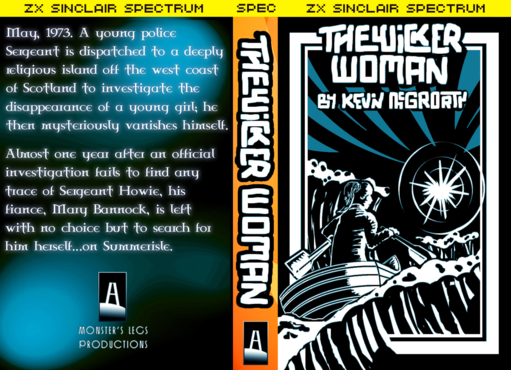 ZX SINCLAIR SPECTRUM
May, 1973. A young police
Sergeant is dispatched to a deeply
religious island off the west coast
of Scotland to investigate the
disappearance of a young girl; he
then mysteriously vanishes himself.
Almost one year after an official
investigation fails to find any
trace of Sergeant Howie, his
fiance, Mary Bannock, is left
with no choice but to search for
him herself...on Summerisle.
MONSTER'S LEGS
PRODUCTIONS
SPEC
THE WICKER WOMAN
ZX SINCLAIR SPECTRUM
THE WICKER
WOMAN
BY KEVIN McGRORTY